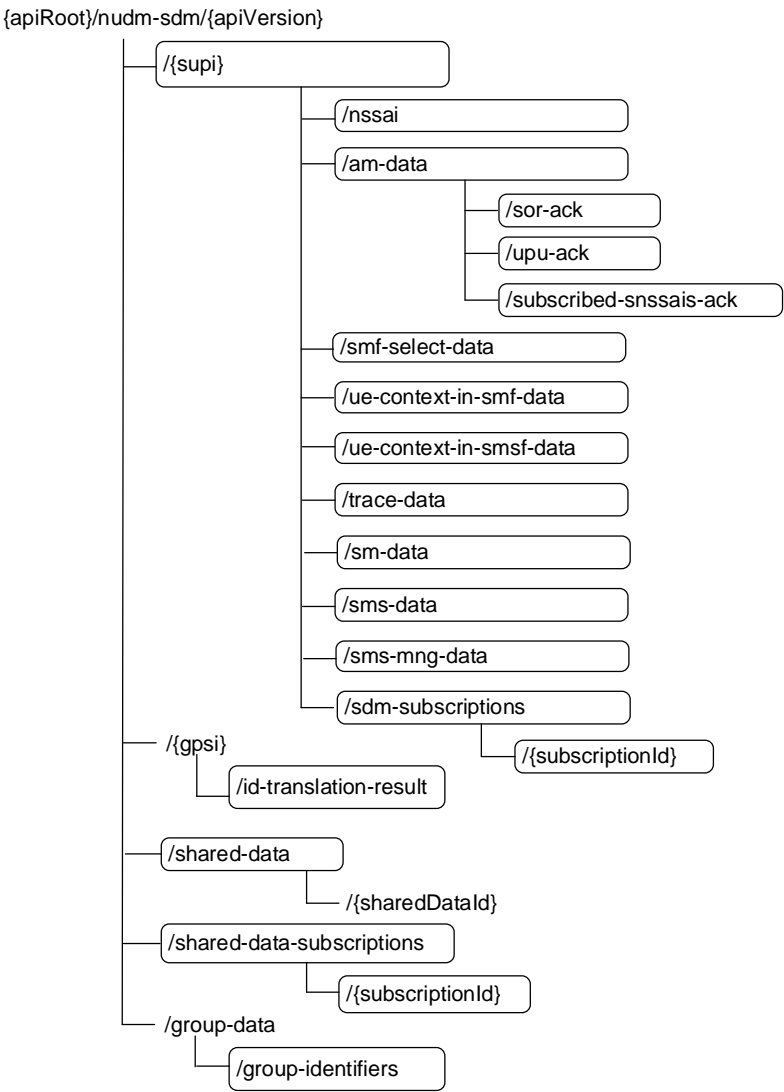 {apiRoot}/nudm-sdm/{apiVersion}
/{supi}
/nssai
/am-data
/sor-ack
/upu-ack
/subscribed-snssais-ack
/smf-select-data
/ue-context-in-smf-data
/ue-context-in-smsf-data
/trace-data
/sm-data
/sms-data
/sms-mng-data
/sdm-subscriptions
/{subscriptionId}
/{gpsi}
/id-translation-result
/shared-data
/{sharedDataId}
/shared-data-subscriptions
/{subscriptionId}
/group-data
/group-identifiers